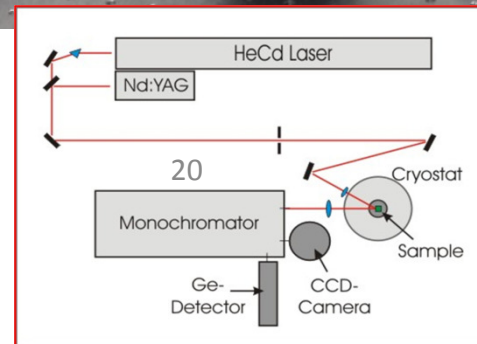 HeCd Laser
Nd:YAG
20
Cryostat
Monochromator
Sample
Ge-
Detector
CCD-
Camera